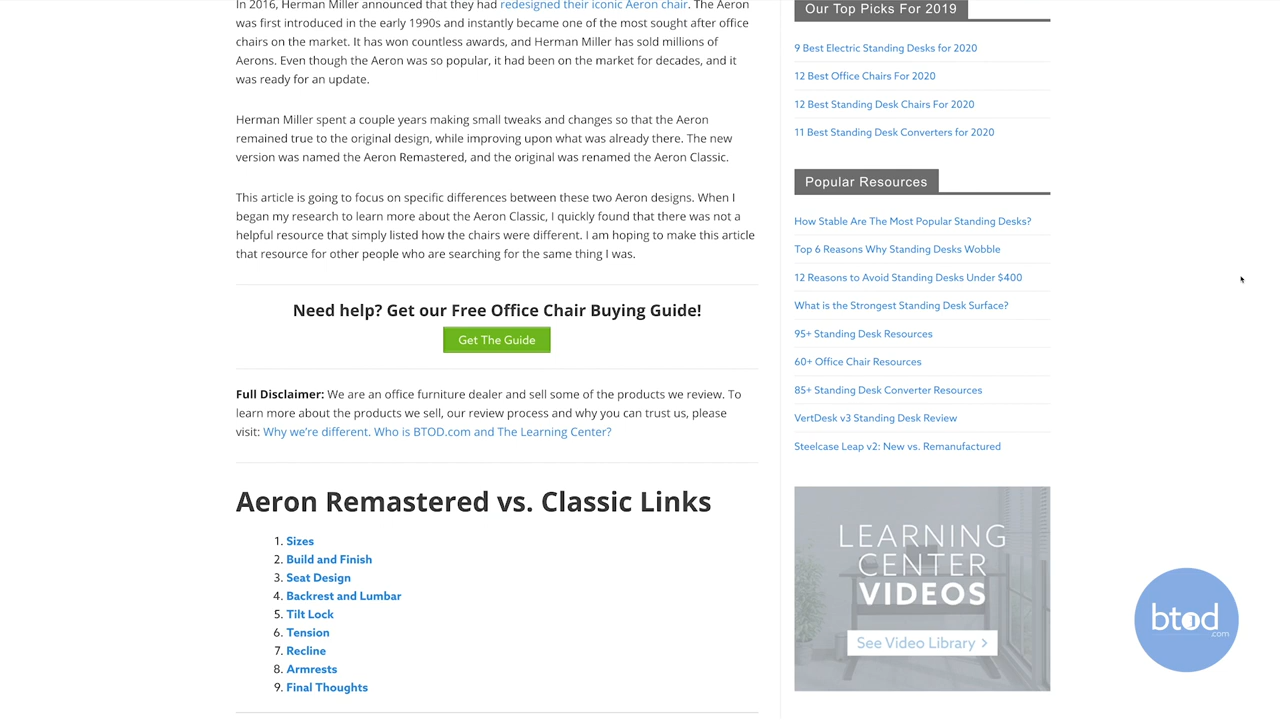 In 2016, Herman Miller announced that they had redesigned their iconic Aeron chair. The Aeron
was first introduced in the early 1990s and instantly became one of the most sought after office
chairs on the market. It has won countless awards, and Herman Miller has sold millions of
Aerons. Even though the Aeron was so popular, it had been on the market for decades, and it
was ready for an update.
Herman Miller spent a couple years making small tweaks and changes so that the Aeron
remained true to the original design, while improving upon what was already there. The new
version was named the Aeron Remastered, and the original was renamed the Aeron Classic.
This article is going to focus on specific differences between these two Aeron designs. When I
began my research to learn more about the Aeron Classic, I quickly found that there was not a
helpful resource that simply listed how the chairs were different. I am hoping to make this article
that resource for other people who are searching for the same thing I was.
Need help? Get our Free Office Chair Buying Guide!
Get The Guide
Full Disclaimer: We are an office furniture dealer and sell some of the products we review. To
learn more about the products we sell, our review process and why you can trust us, please
visit: Why we're different. Who is BTOD.com and The Learning Center?
Aeron Remastered vs. Classic Links
1. Sizes
2. Build and Finish
3. Seat Design
4. Backrest and Lumbar
5. Tilt Lock
6. Tension
7. Recline
8. Armrests
9. Final Thoughts
Our Top Picks For 2019
9 Best Electric Standing Desks for 2020
12 Best Office Chairs For 2020
12 Best Standing Desk Chairs For 2020
11 Best Standing Desk Converters for 2020
Popular Resources
How Stable Are The Most Popular Standing Desks?
Top 6 Reasons Why Standing Desks Wobble
12 Reasons to Avoid Standing Desks Under $400
What is the Strongest Standing Desk Surface?
95+ Standing Desk Resources
60+ Office Chair Resources
85+ Standing Desk Converter Resources
VertDesk v3 Standing Desk Review
Steelcase Leap v2: New vs. Remanufactured
LEARNING
CENTER
VIDEOS
See Video Library >
btod
.com